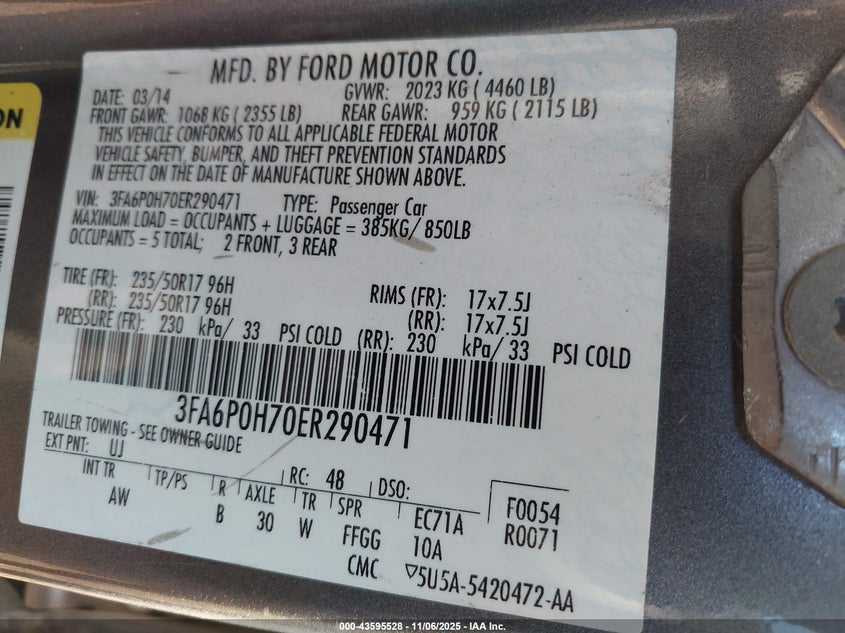 ON
MFD. BY FORD MOTOR CO.
DATE: 03/14 GVWR: 2023 KG ( 4460 LB)
FRONT GAWR: 1068 KG ( 2355 LB) REAR GAWR: 959 KG ( 2115 LB)
THIS VEHICLE CONFORMS TO ALL APPLICABLE FEDERAL MOTOR
VEHICLE SAFETY, BUMPER, AND THEFT PREVENTION STANDARDS
IN EFFECT ON THE DATE OF MANUFACTURE SHOWN ABOVE.
VIN: 3FA6P0H70ER290471 TYPE: Passenger Car
MAXIMUM LOAD = OCCUPANTS + LUGGAGE = 385KG/ 850LB
OCCUPANTS = 5 TOTAL; 2 FRONT, 3 REAR
TIRE (FR): 235/50R17 96H RIMS (FR): 17x7.5J
(RR): 235/50R17 96H (RR): 17x7.5J
PRESSURE (FR): 230 kPa/ 33 PSI COLD (RR): 230 kPa/ 33 PSI COLD
3FA6P0H70ER290471
TRAILER TOWING - SEE OWNER GUIDE
EXT PNT: UJ RC: 48 DSO: F0054
INT TR TP/PS R AXLE TR SPR EC71A R0071
AW B 30 W FFGG 10A
CMC ▽5U5A-5420472-AA
000-43595528 - 11/06/2025 - IAA Inc.